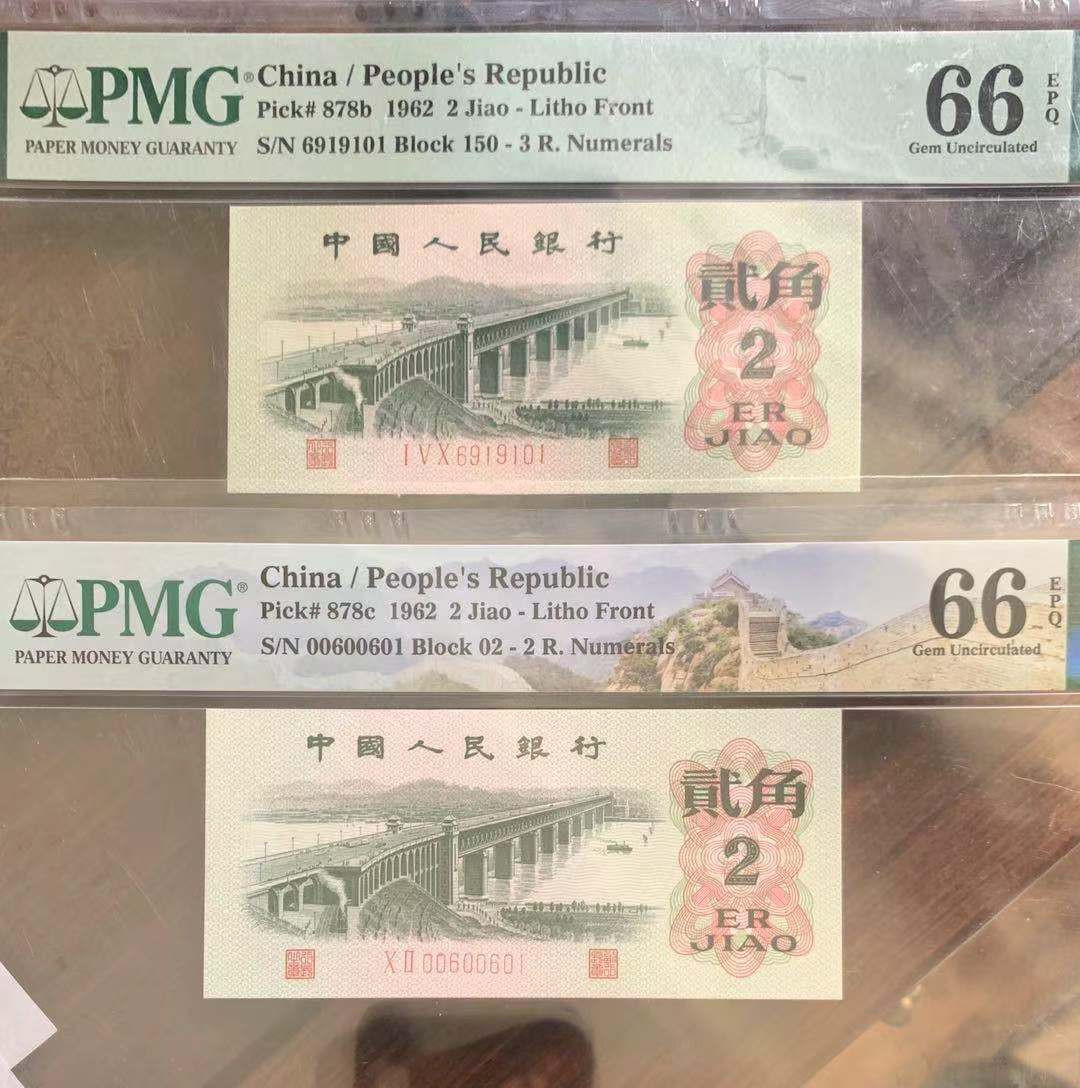 PMG® China / People's Republic
Pick# 878b 1962 2 Jiao - Litho Front
PAPER MONEY GUARANTY S/N 6919101 Block 150 - 3 R. Numerals
66 EPQ
Gem Uncirculated
中國人民銀行
貳角
2
ER
JIAO
I V X 6919101
PMG® China / People's Republic
Pick# 878c 1962 2 Jiao - Litho Front
PAPER MONEY GUARANTY S/N 00600601 Block 02 - 2 R. Numerals
66 EPQ
Gem Uncirculated
中國人民銀行
貳角
2
ER
JIAO
X II 00600601